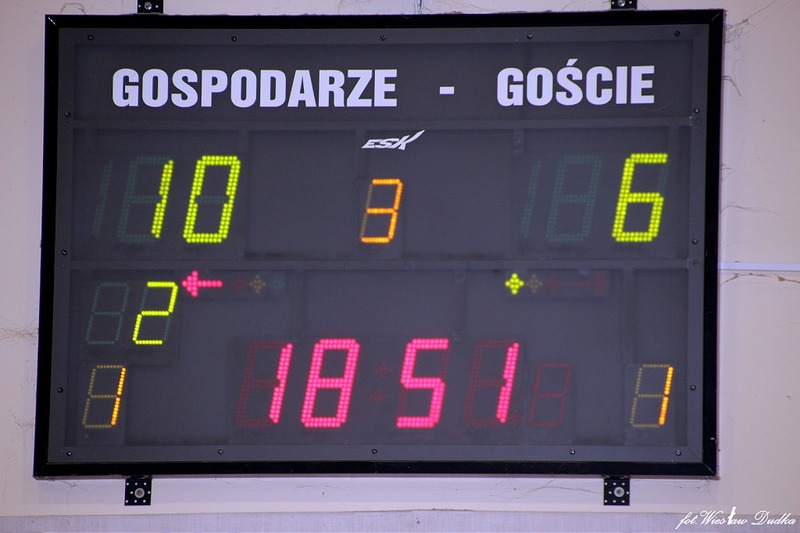 GOSPODARZE - GOŚCIE
ESK
10 3 6
2
18 51
1 1
fot. Wiesław Dudka